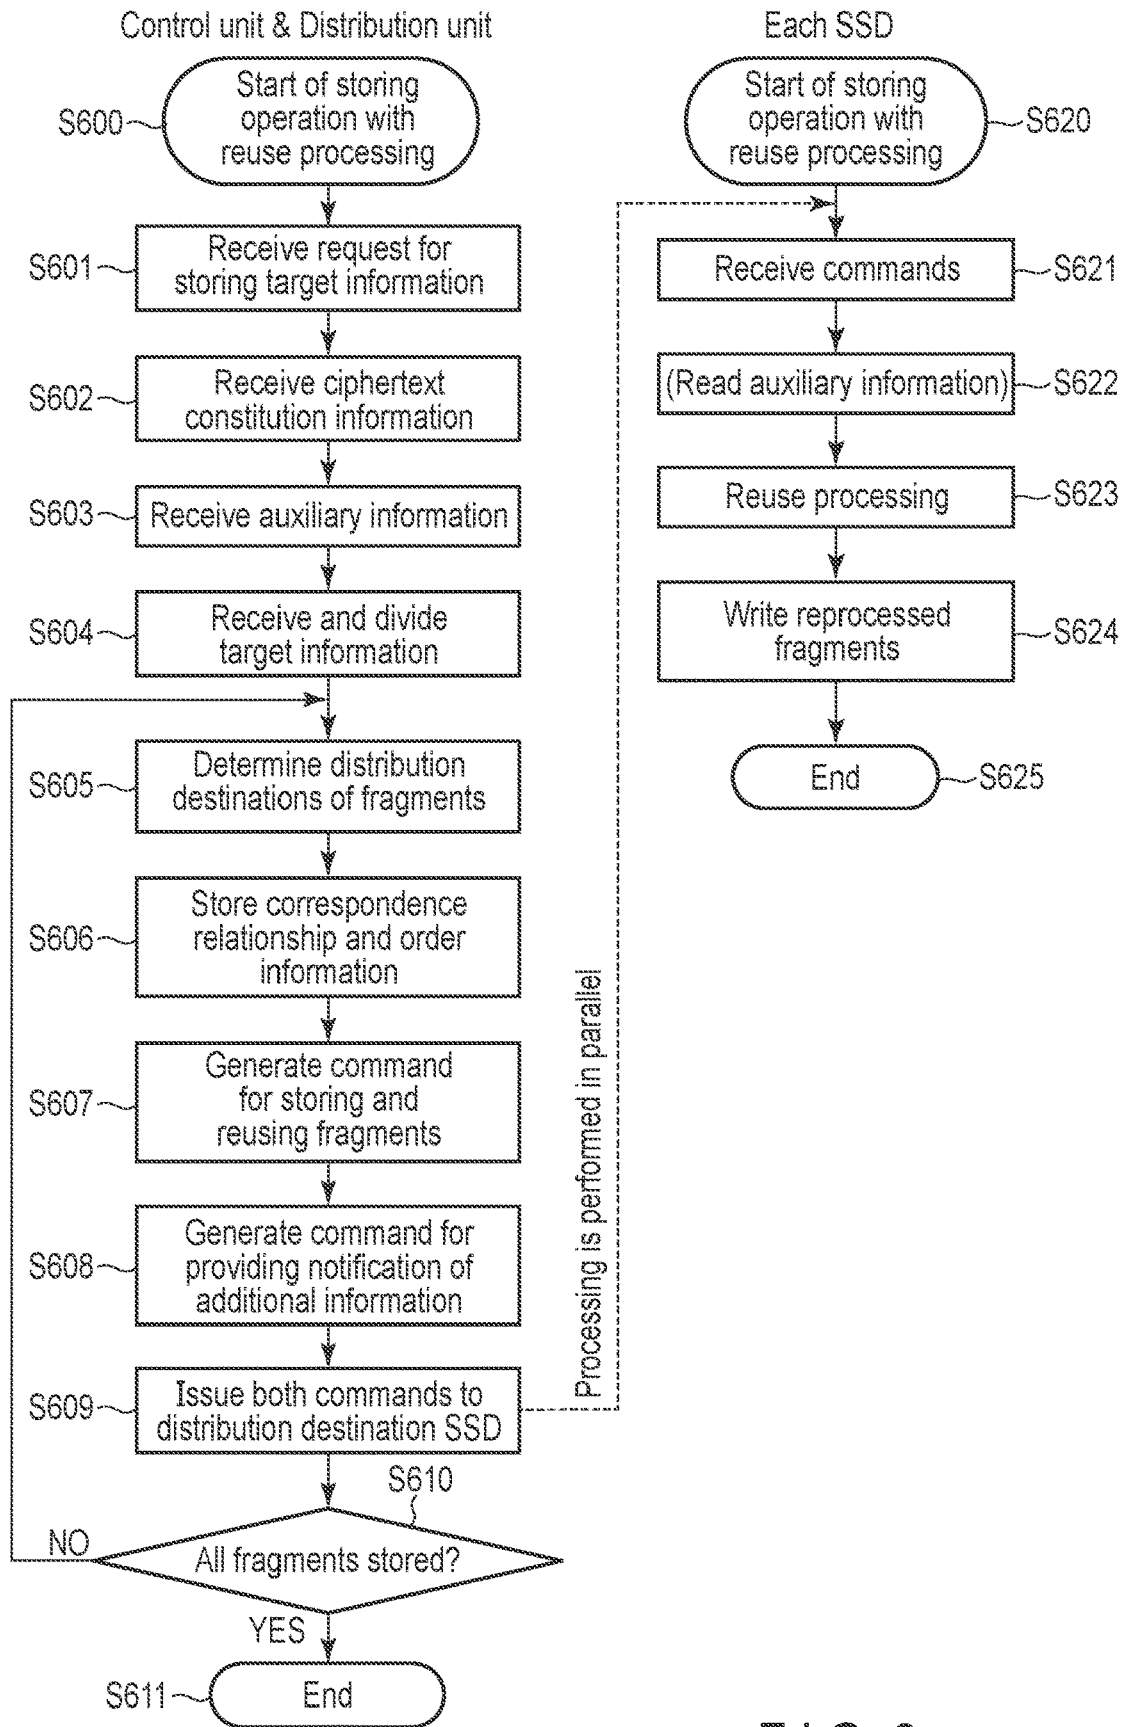 Control unit & Distribution unit
Start of storing
operation with
reuse processing
S600
Receive request for
storing target information
S601
Receive ciphertext
constitution information
S602
Receive auxiliary information
S603
Receive and divide
target information
S604
Determine distribution
destinations of fragments
S605
Store correspondence
relationship and order
information
S606
Generate command
for storing and
reusing fragments
S607
Generate command for
providing notification of
additional information
S608
Issue both commands to
distribution destination SSD
S609
S610
All fragments stored?
NO
YES
End
S611
Processing is performed in parallel
Each SSD
Start of storing
operation with
reuse processing
S620
Receive commands
S621
(Read auxiliary information)
S622
Reuse processing
S623
Write reprocessed
fragments
S624
End
S625